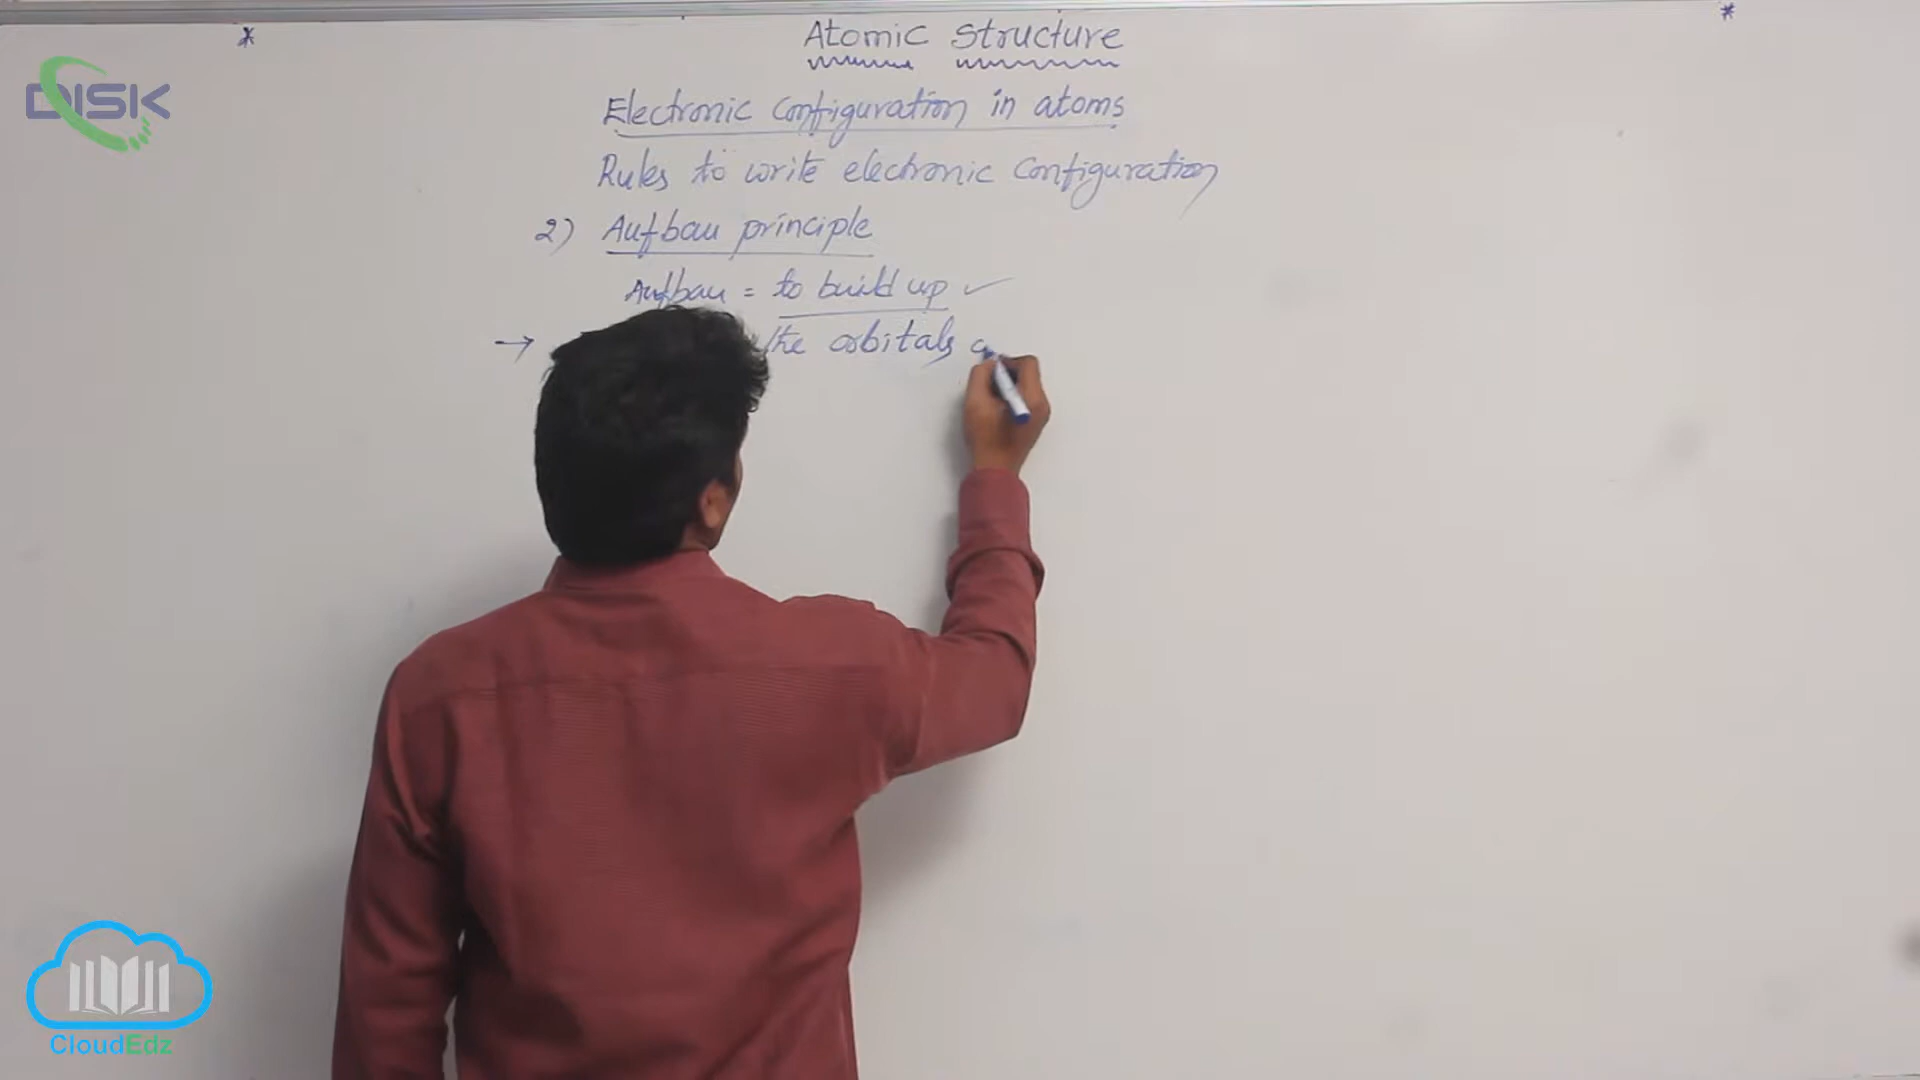 Atomic Structure
DISK
Electronic Configuration in atoms
Rules to write electronic Configuration
2) Aufbau principle
Aufbau = to build up ✓
→ the orbitals
CloudEdz